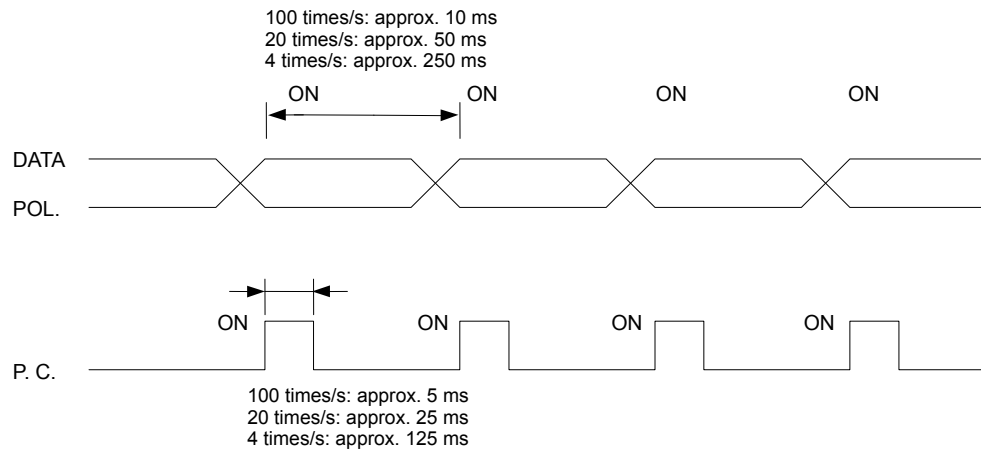 100 times/s: approx. 10 ms
20 times/s: approx. 50 ms
4 times/s: approx. 250 ms
ON ON ON ON
DATA
POL.
ON ON ON ON
P. C.
100 times/s: approx. 5 ms
20 times/s: approx. 25 ms
4 times/s: approx. 125 ms